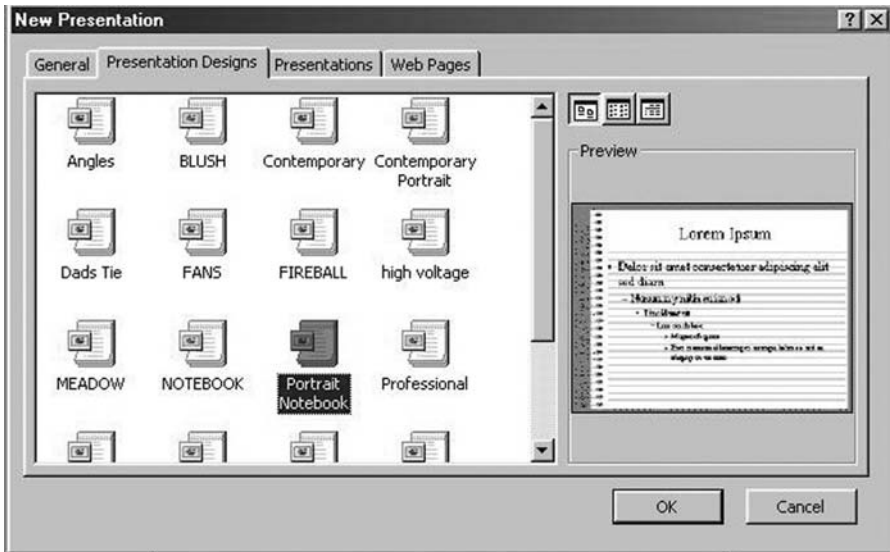 New Presentation
General Presentation Designs Presentations Web Pages
Angles BLUSH Contemporary Contemporary Portrait
Dads Tie FANS FIREBALL high voltage
MEADOW NOTEBOOK Portrait Notebook Professional
Preview
Lorem Ipsum
Dolor sit amet consectetuer adipiscing elit
sed diam
OK Cancel